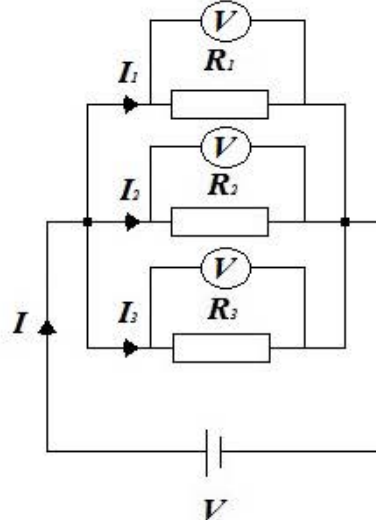 V
R₁
I₁
V
R₂
I₂
V
R₃
I₃
I
V